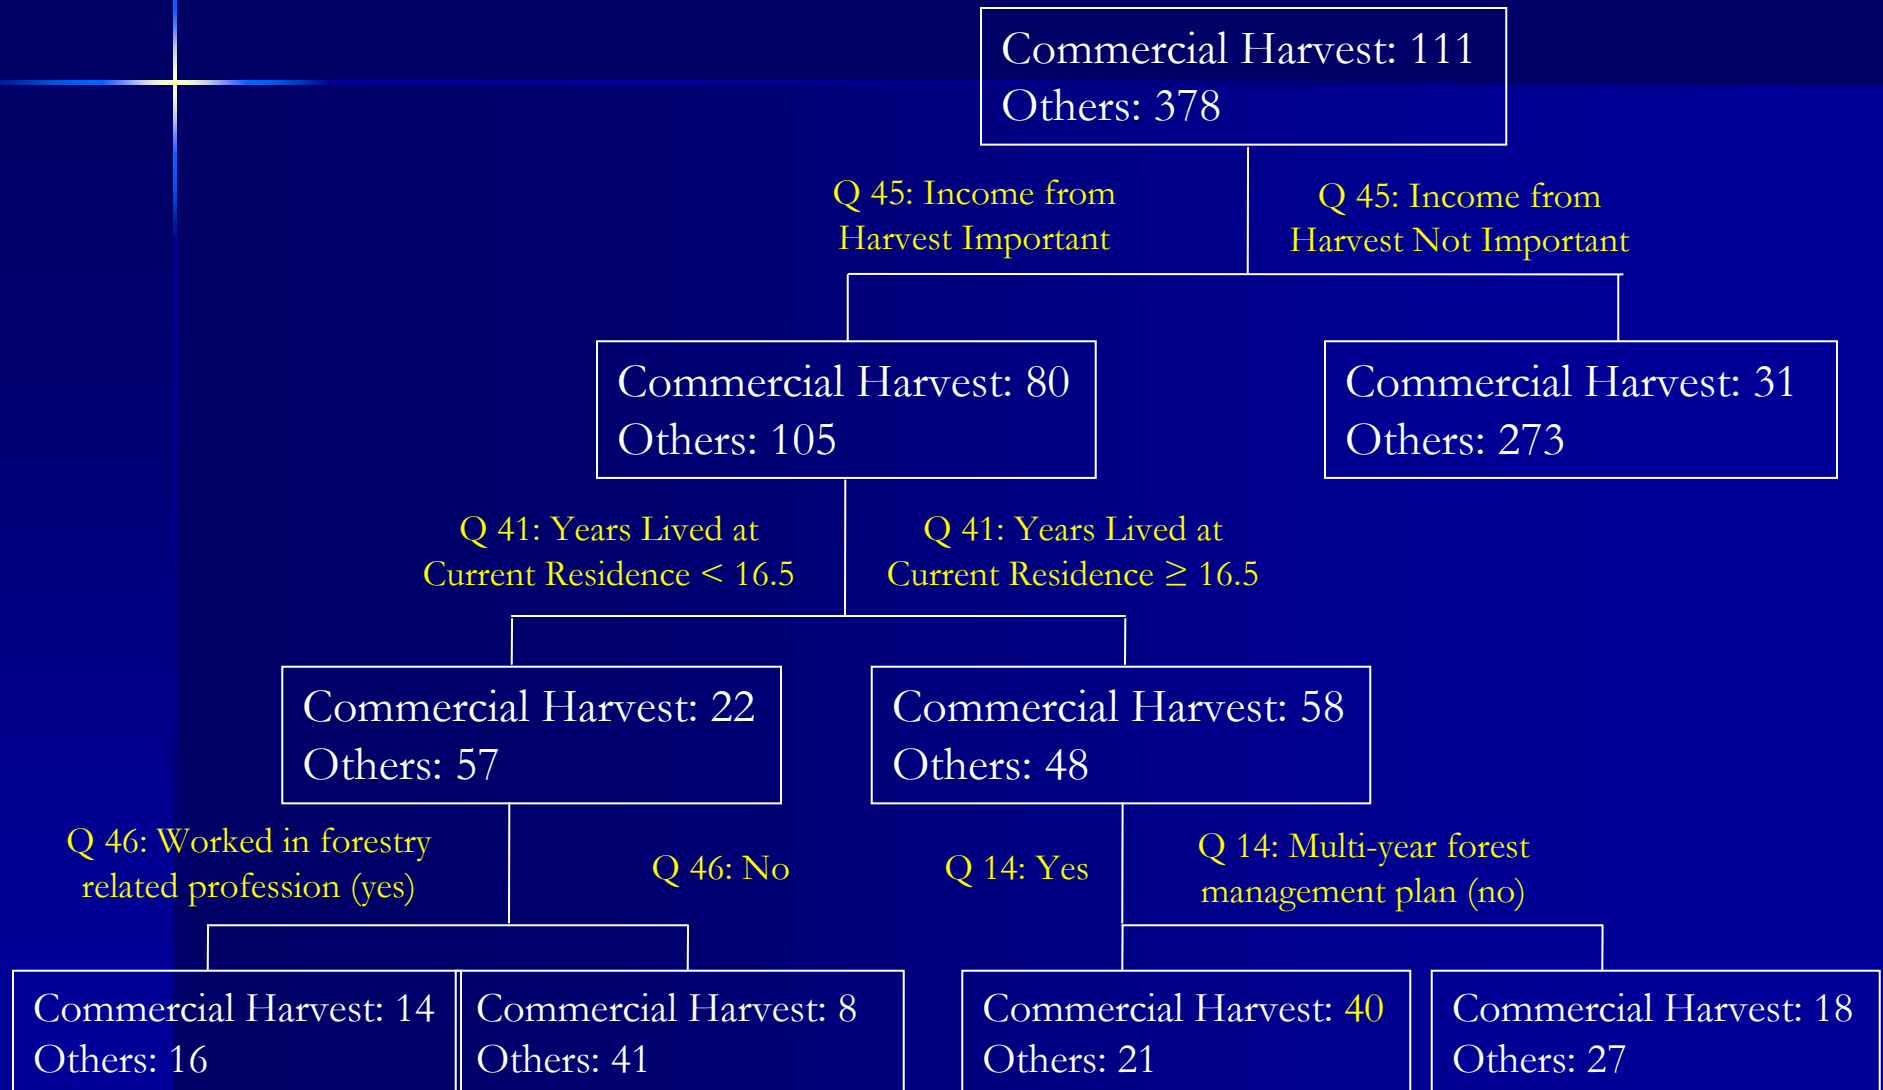 Commercial Harvest: 111
Others: 378
Q 45: Income from
Harvest Important
Q 45: Income from
Harvest Not Important
Commercial Harvest: 80
Others: 105
Commercial Harvest: 31
Others: 273
Q 41: Years Lived at
Current Residence < 16.5
Q 41: Years Lived at
Current Residence ≥ 16.5
Commercial Harvest: 22
Others: 57
Commercial Harvest: 58
Others: 48
Q 46: Worked in forestry
related profession (yes)
Q 46: No
Q 14: Yes
Q 14: Multi-year forest
management plan (no)
Commercial Harvest: 14
Others: 16
Commercial Harvest: 8
Others: 41
Commercial Harvest: 40
Others: 21
Commercial Harvest: 18
Others: 27